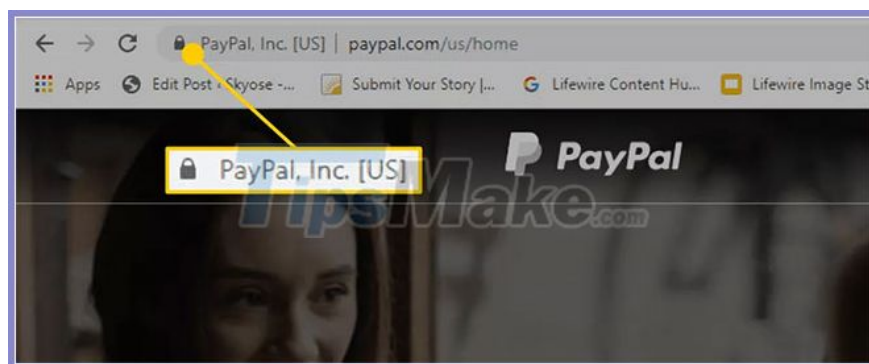 PayPal, Inc. [US] | paypal.com/us/home
Apps Edit Post ‹ Skyose -... Submit Your Story |... G Lifewire Content Hu... Lifewire Image St
PayPal, Inc. [US]
PayPal
TipsMake.com